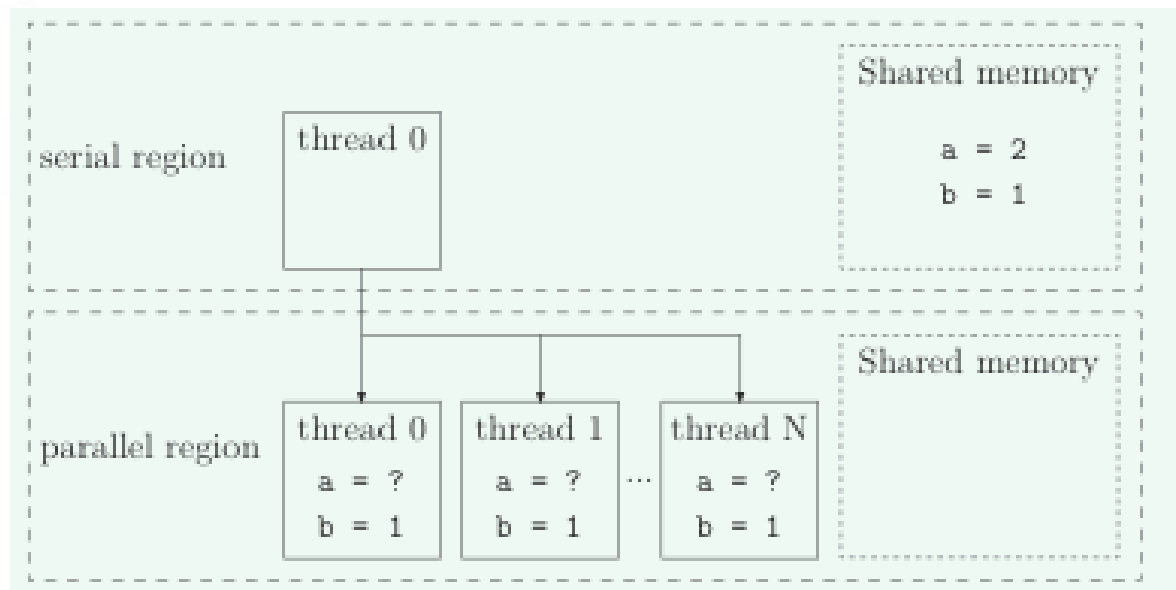 Shared memory
thread 0
serial region
a = 2
b = 1
Shared memory
parallel region
thread 0
a = ?
b = 1
thread 1
a = ?
b = 1
...
thread N
a = ?
b = 1